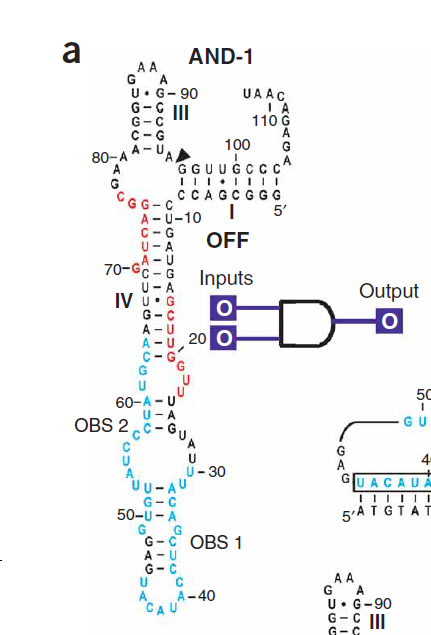 a
AND-1
A A
G A
U • G – 90
G – C
G – C
C – G
A – U
III
U A A C
A
G
A
G
A
110
100
80
A A
A
G
C G
G G U U G C C C
C C A G C G G G
I
5′
OFF
G – C
A – U
C – G
U – A
A – U
70
G
C – G
U – A
U • G
G – C
A – U
A – U
C – G
10
20
IV
Inputs
O
O
Output
O
G
U
A
U
C
60
G
U
U
U
A
G
U
A
U
U
U
30
OBS 2
C
C
U
A
U
U – A
U
G
50
G
A
G
U
A
C A U
A
C
A
G
C
U
C
C
A – 40
OBS 1
50
G U
G
A
G
U A C A U A
5′ A T G T A T
A A
G A
U • G – 90
G – C
G – C
III